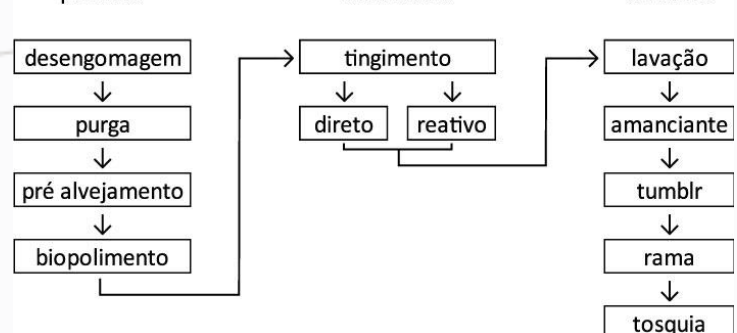 desengomagem
purga
pré alvejamento
biopolimento
tingimento
direto
reativo
lavação
amanciante
tumblr
rama
tosquia